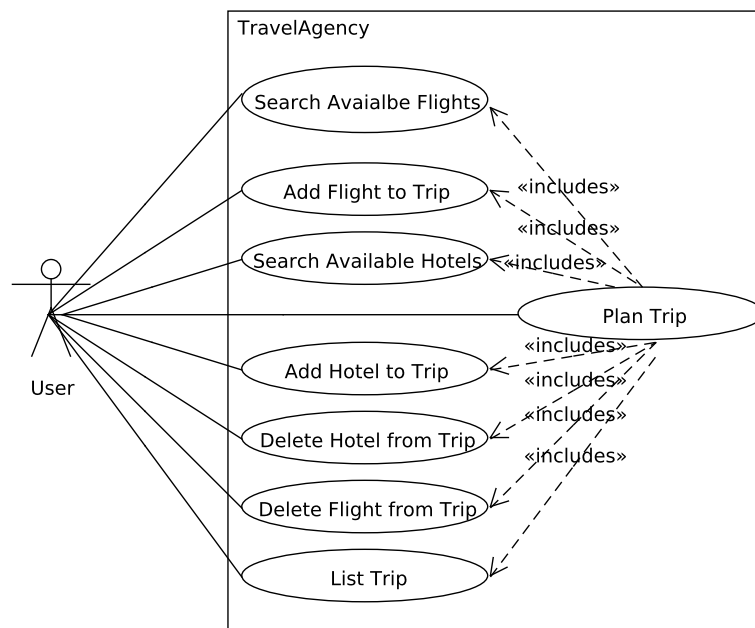 TravelAgency
Search Avaialbe Flights
«includes»
Add Flight to Trip
«includes»
Search Available Hotels
«includes»
Plan Trip
«includes»
Add Hotel to Trip
«includes»
User
«includes»
Delete Hotel from Trip
«includes»
Delete Flight from Trip
List Trip